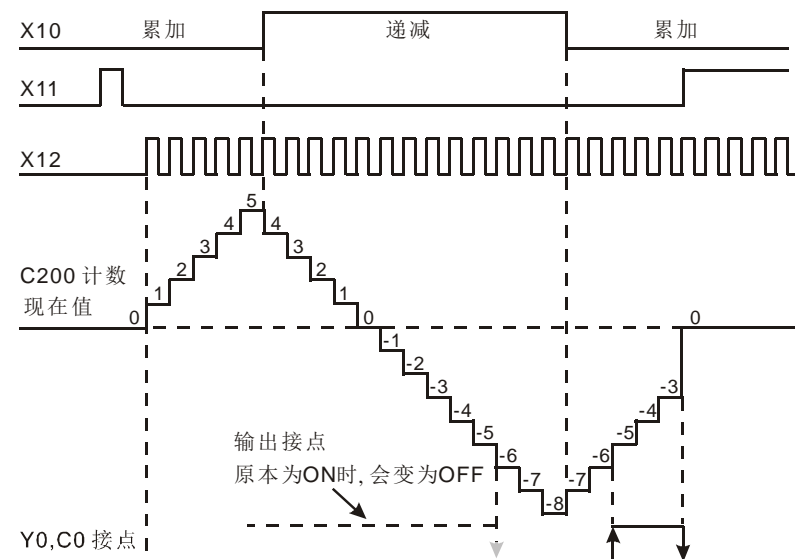 X10 累加 递减 累加
X11
X12
5
4 4
3 3
2 2
1 1
C200 计数
现在值
0 0 0
-1
-2
-3 -3
-4 -4
-5 -5
-6 -6
-7 -7
-8
输出接点
原本为ON时, 会变为OFF
Y0,C0 接点